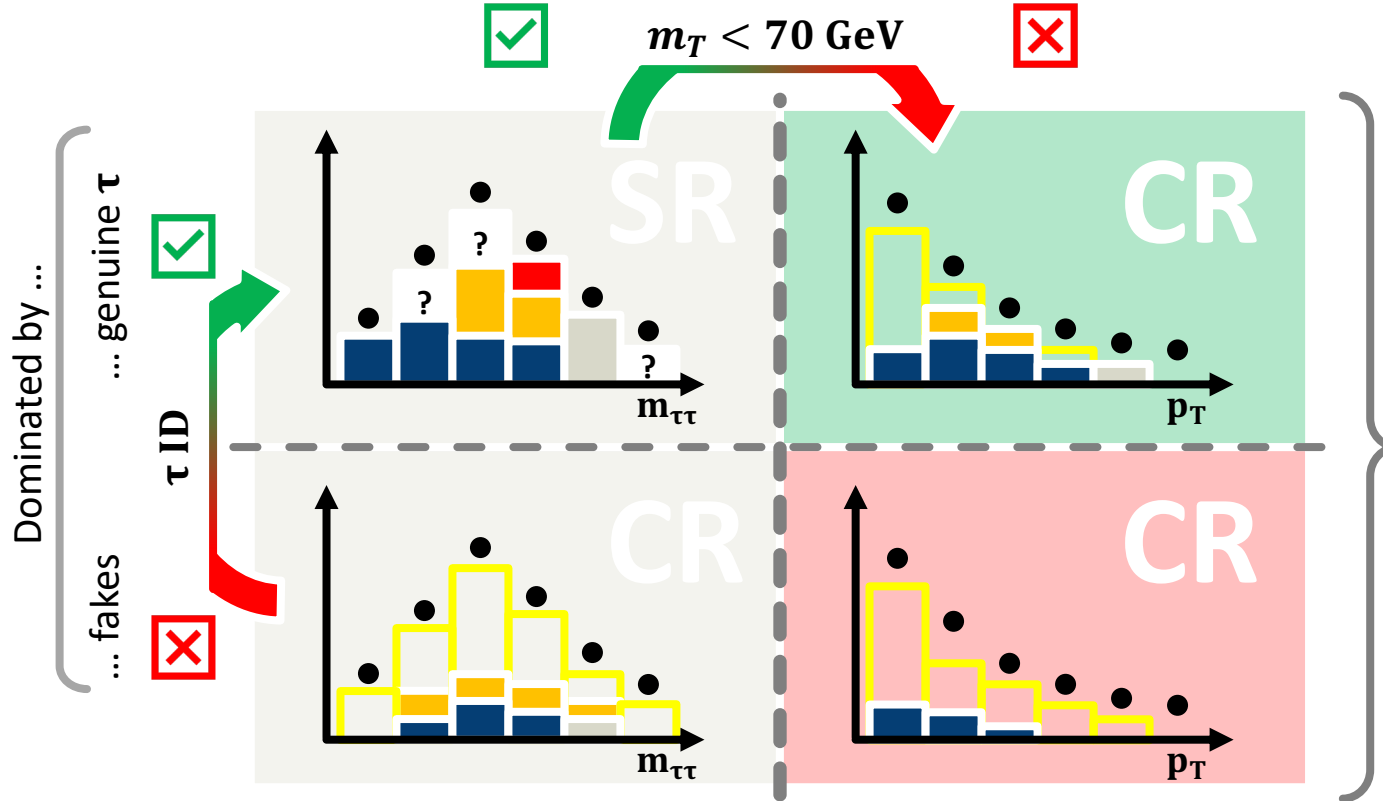 m_T < 70 GeV
Dominated by ...
... genuine τ
... fakes
τ ID
SR
?
?
?
m_ττ
CR
p_T
CR
m_ττ
CR
p_T